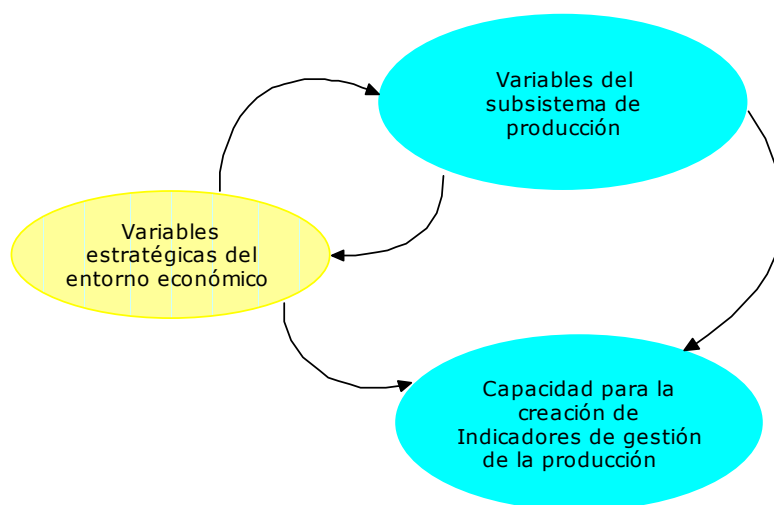 Variables del
subsistema de
producción
Variables
estratégicas del
entorno económico
Capacidad para la
creación de
Indicadores de gestión
de la producción